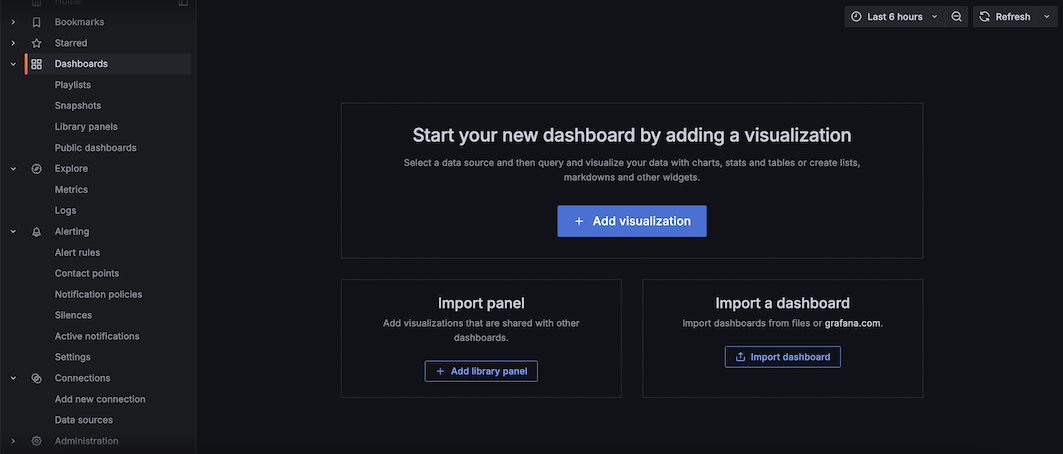 Home
Bookmarks
Starred
Dashboards
Playlists
Snapshots
Library panels
Public dashboards
Explore
Metrics
Logs
Alerting
Alert rules
Contact points
Notification policies
Silences
Active notifications
Settings
Connections
Add new connection
Data sources
Administration
Last 6 hours
Refresh
Start your new dashboard by adding a visualization
Select a data source and then query and visualize your data with charts, stats and tables or create lists,
markdowns and other widgets.
+ Add visualization
Import panel
Add visualizations that are shared with other
dashboards.
+ Add library panel
Import a dashboard
Import dashboards from files or grafana.com.
Import dashboard